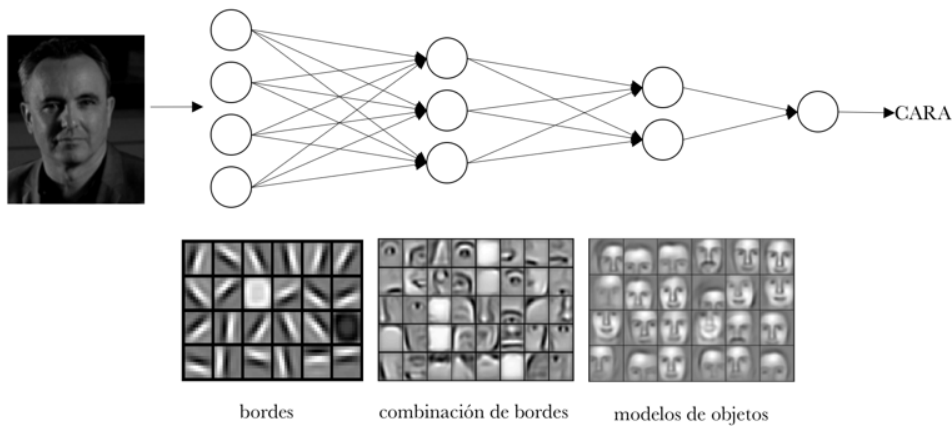 CARA
bordes
combinación de bordes
modelos de objetos